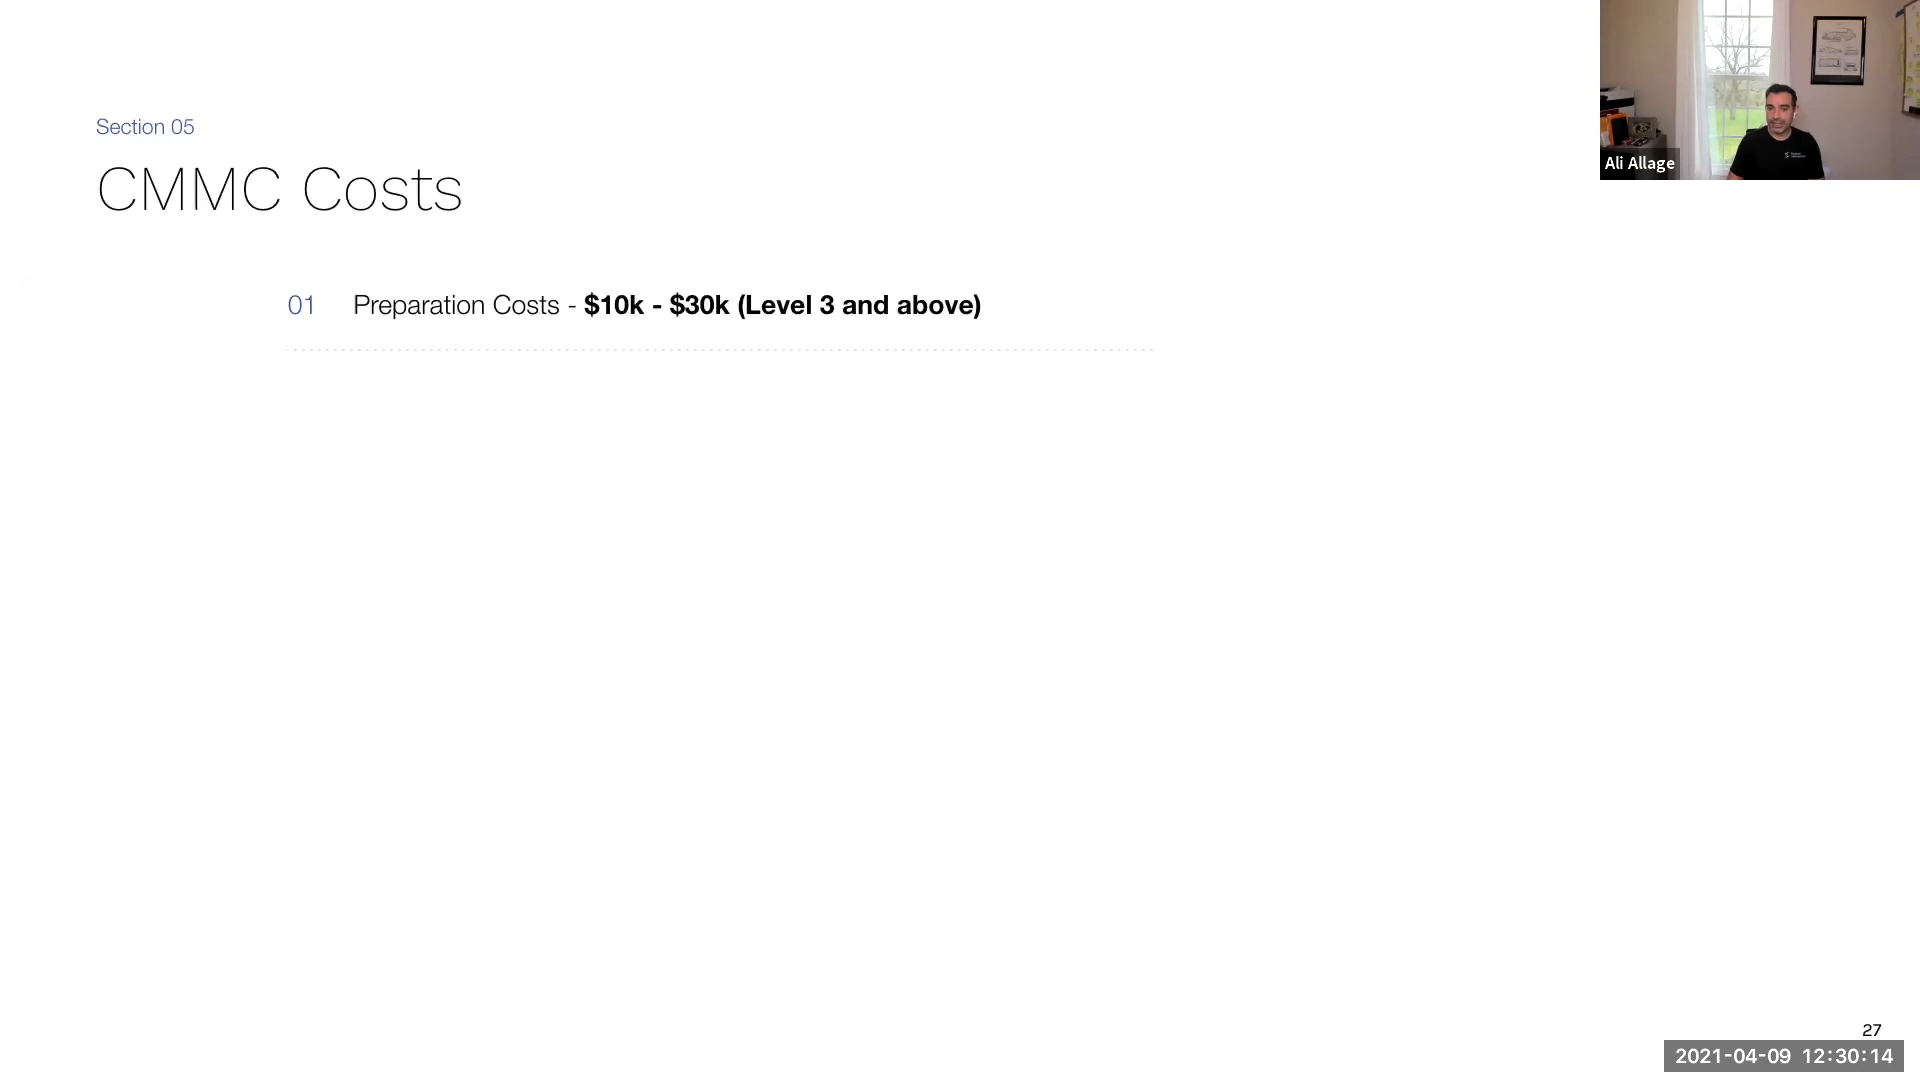 Section 05
CMMC Costs
01 Preparation Costs - $10k - $30k (Level 3 and above)
Ali Allage
27
2021-04-09 12:30:14